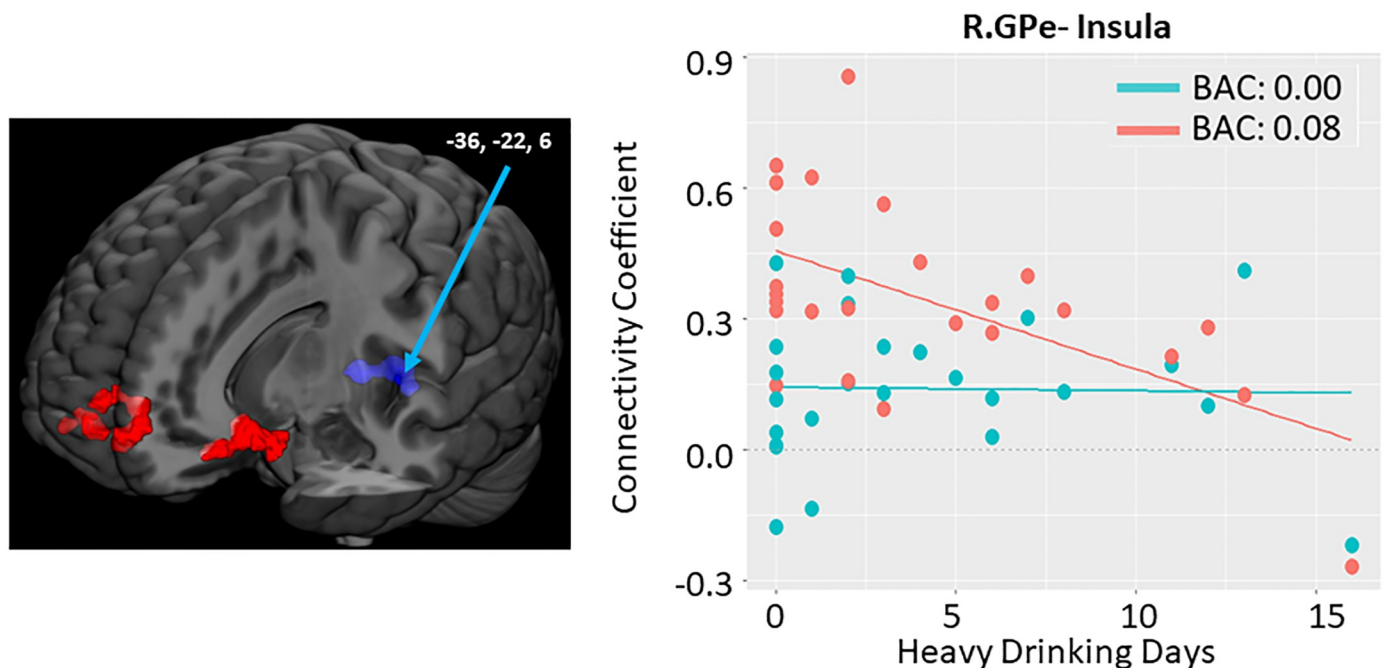 -36, -22, 6
R.GPe- Insula
Connectivity Coefficient
0.9
0.6
0.3
0.0
-0.3
BAC: 0.00
BAC: 0.08
0 5 10 15
Heavy Drinking Days